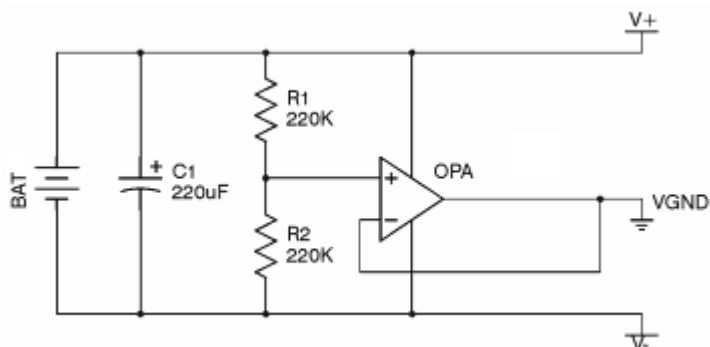 V+
R1
220K
BAT
+
C1
220uF
+
OPA
−
VGND
R2
220K
V-